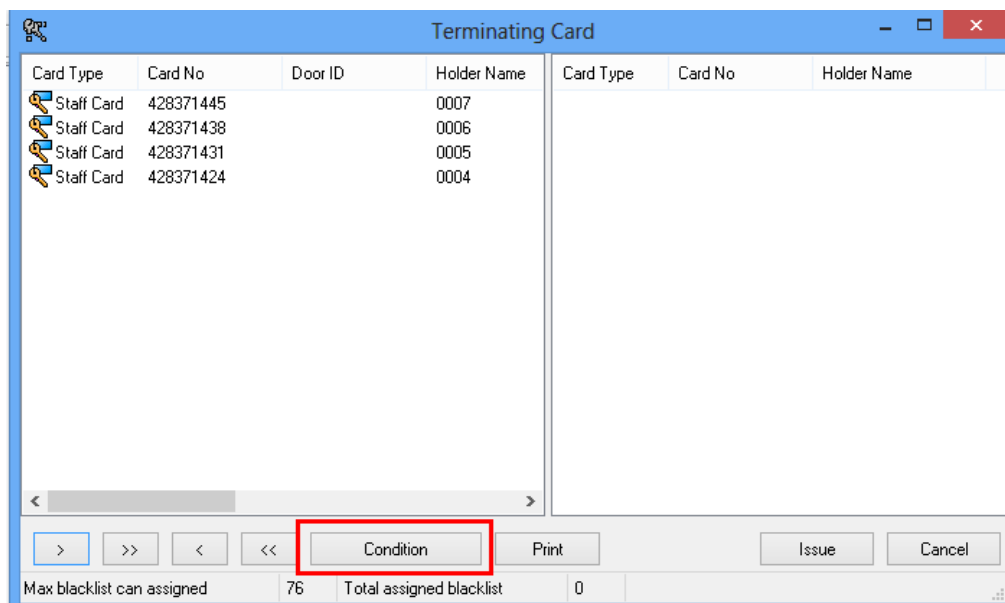 Terminating Card
Card Type Card No Door ID Holder Name Card Type Card No Holder Name
Staff Card 428371445 0007
Staff Card 428371438 0006
Staff Card 428371431 0005
Staff Card 428371424 0004
> >> < << Condition Print Issue Cancel
Max blacklist can assigned 76 Total assigned blacklist 0